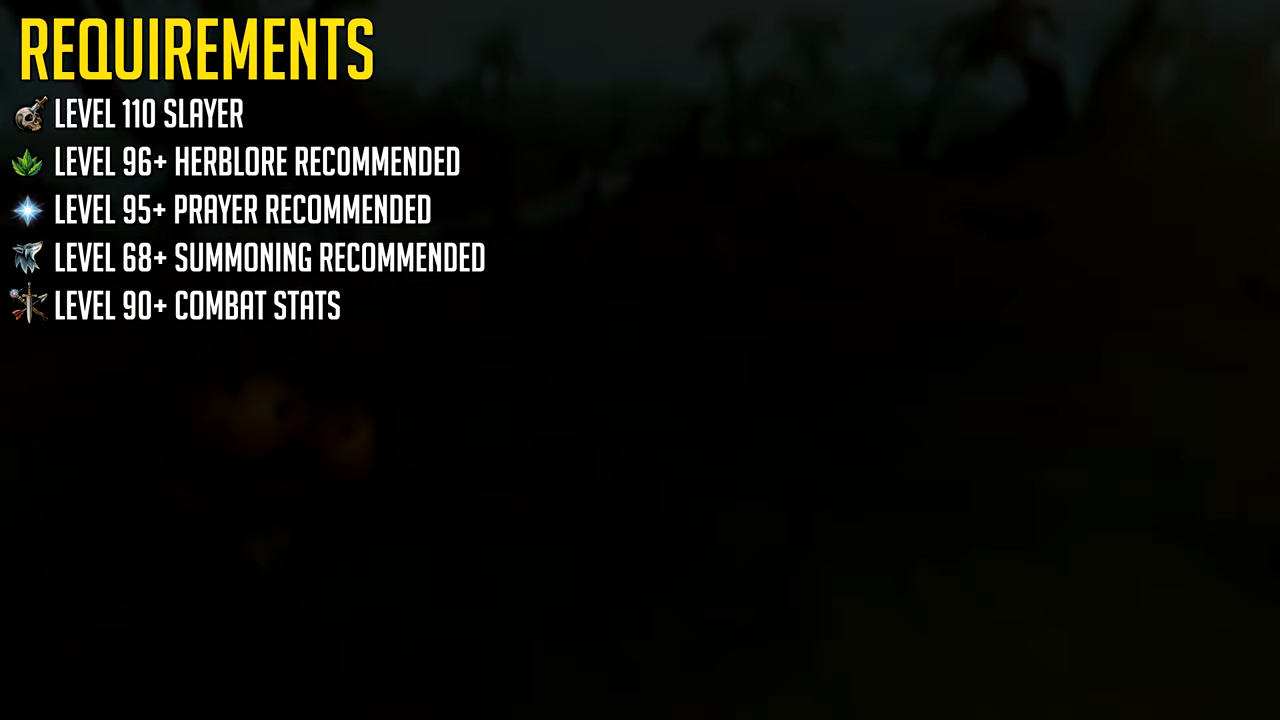 REQUIREMENTS
LEVEL 110 SLAYER
LEVEL 96+ HERBLORE RECOMMENDED
LEVEL 95+ PRAYER RECOMMENDED
LEVEL 68+ SUMMONING RECOMMENDED
LEVEL 90+ COMBAT STATS